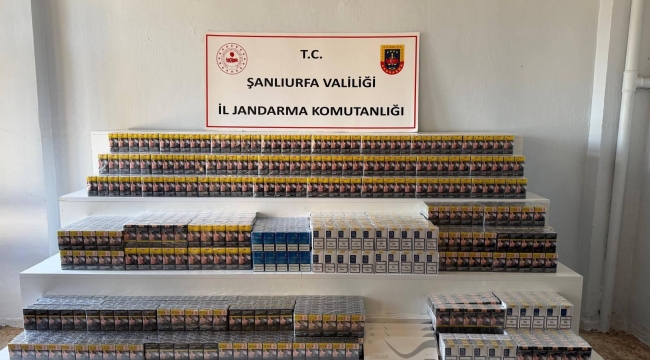 T.C.
ŞANLIURFA VALİLİĞİ
İL JANDARMA KOMUTANLIĞI